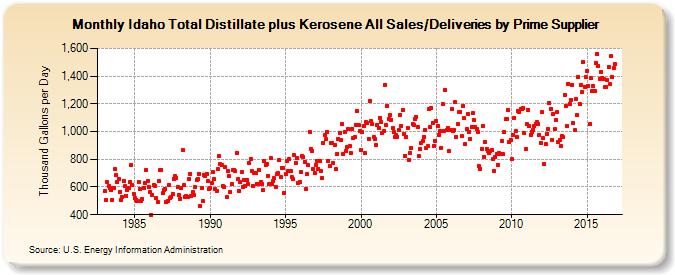 Monthly Idaho Total Distillate plus Kerosene All Sales/Deliveries by Prime Supplier
Thousand Gallons per Day
1,600
1,400
1,200
1,000
800
600
400
1985 1990 1995 2000 2005 2010 2015
Source: U.S. Energy Information Administration